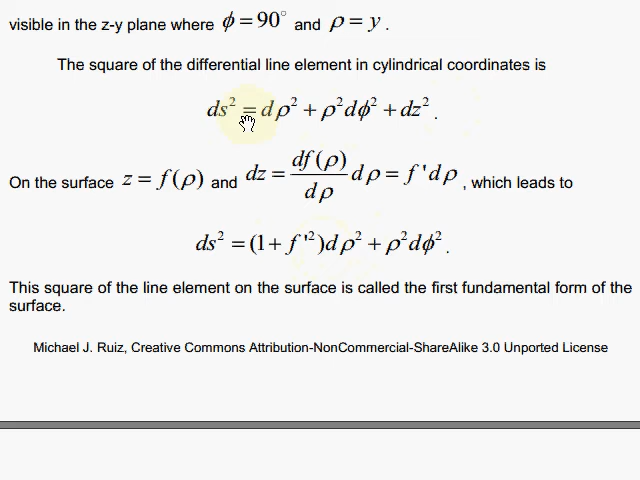 visible in the z-y plane where ϕ = 90° and ρ = y .
The square of the differential line element in cylindrical coordinates is
ds² = dρ² + ρ²dϕ² + dz² .
On the surface z = f(ρ) and dz = df(ρ)/dρ dρ = f 'dρ , which leads to
ds² = (1 + f '²)dρ² + ρ²dϕ² .
This square of the line element on the surface is called the first fundamental form of the
surface.
Michael J. Ruiz, Creative Commons Attribution-NonCommercial-ShareAlike 3.0 Unported License